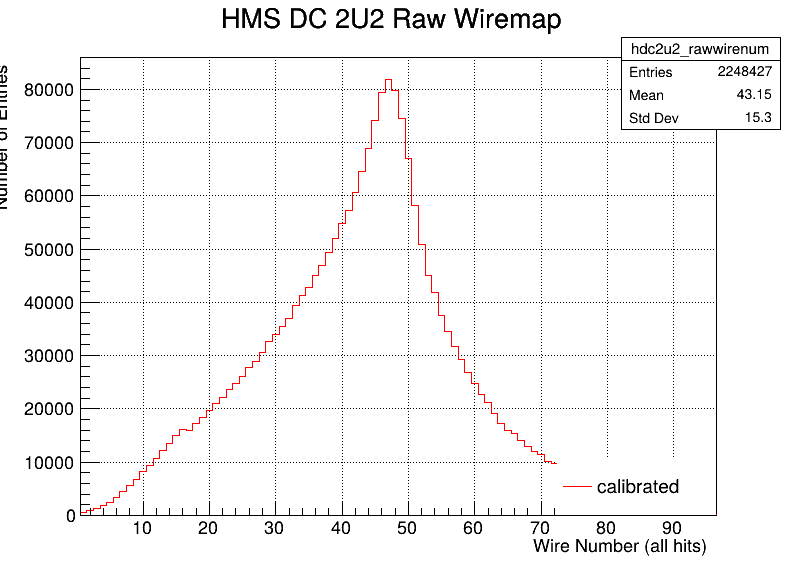 HMS DC 2U2 Raw Wiremap
hdc2u2_rawwirenum
Entries 2248427
Mean 43.15
Std Dev 15.3
Number of Entries
80000
70000
60000
50000
40000
30000
20000
10000
0
10 20 30 40 50 60 70 80 90
Wire Number (all hits)
calibrated